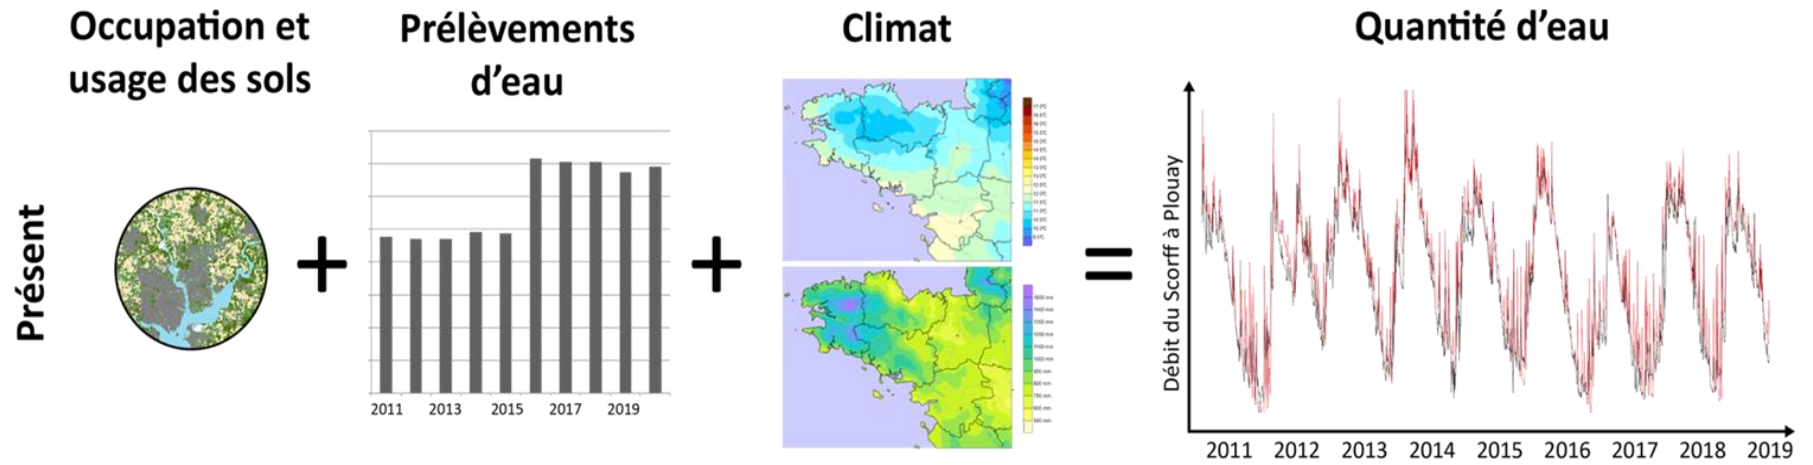 Occupation et
usage des sols
Prélèvements
d’eau
Climat
Quantité d’eau
Présent
+
+
=
2011 2013 2015 2017 2019
Débit du Scorff à Plouay
2011 2012 2013 2014 2015 2016 2017 2018 2019